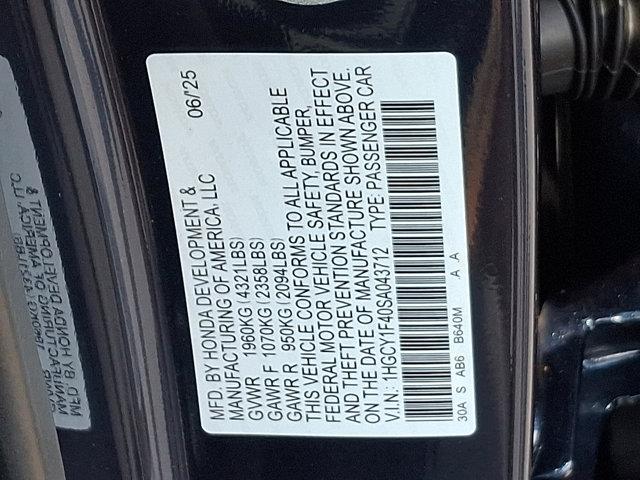 MFD. BY HONDA DEVELOPMENT & 06/'25
MANUFACTURING OF AMERICA, LLC
GVWR 1960KG (4321LBS)
GAWR F 1070KG (2358LBS)
GAWR R 950KG (2094LBS)
THIS VEHICLE CONFORMS TO ALL APPLICABLE
FEDERAL MOTOR VEHICLE SAFETY, BUMPER,
AND THEFT PREVENTION STANDARDS IN EFFECT
ON THE DATE OF MANUFACTURE SHOWN ABOVE.
V.I.N.: 1HGCY1F40SA043712 TYPE: PASSENGER CAR
30A S AB6 B640M A A